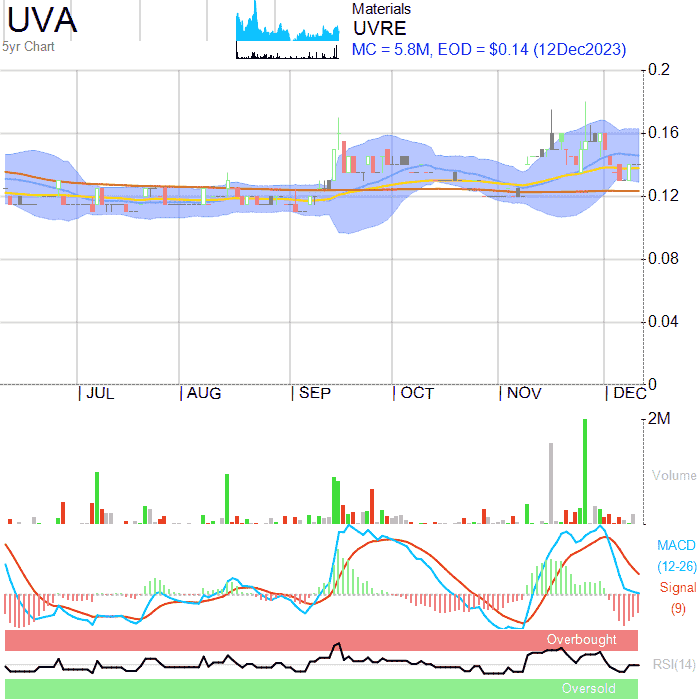 UVA
5yr Chart
Materials
UVRE
MC = 5.8M, EOD = $0.14 (12Dec2023)
0.2
0.16
0.12
0.08
0.04
0
JUL AUG SEP OCT NOV DEC
2M
Volume
MACD
(12-26)
Signal
(9)
Overbought
RSI(14)
Oversold